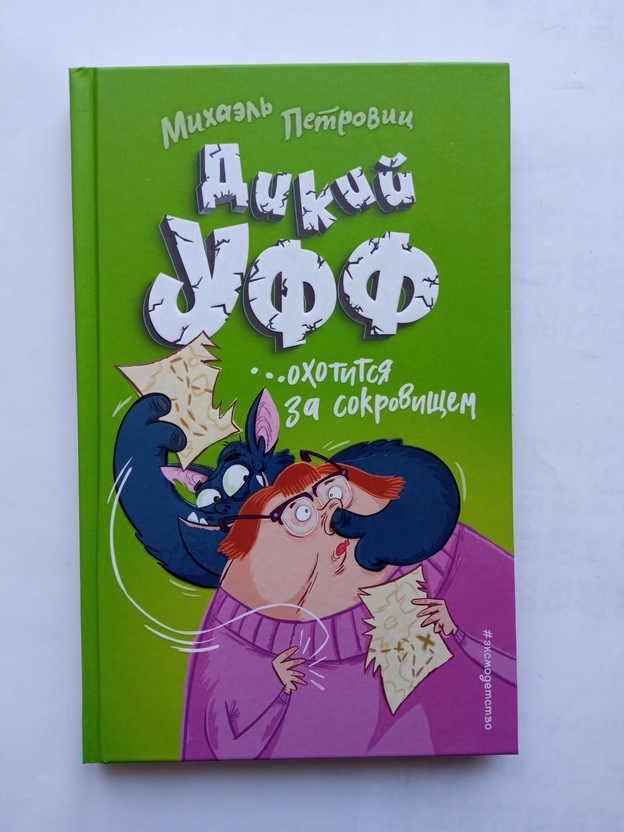 Михаэль Петровиц
Дикий
УФФ
...охотится
за сокровищем
#эксмодетство